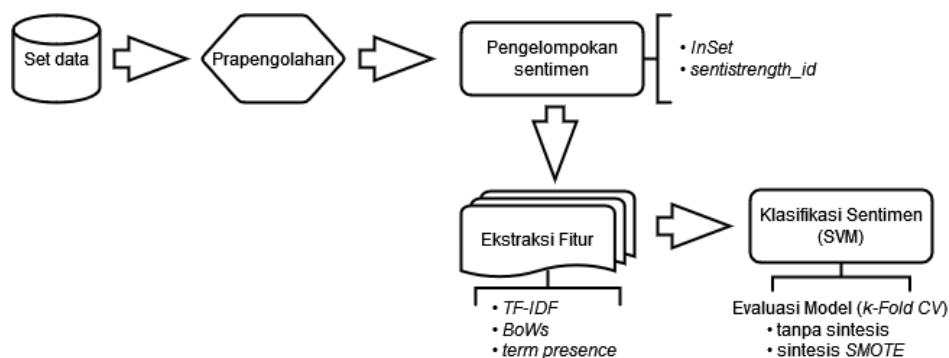 Set data
Prapengolahan
Pengelompokan
sentimen
• InSet
• sentistrength_id
Ekstraksi Fitur
• TF-IDF
• BoWs
• term presence
Klasifikasi Sentimen
(SVM)
Evaluasi Model (k-Fold CV)
• tanpa sintesis
• sintesis SMOTE